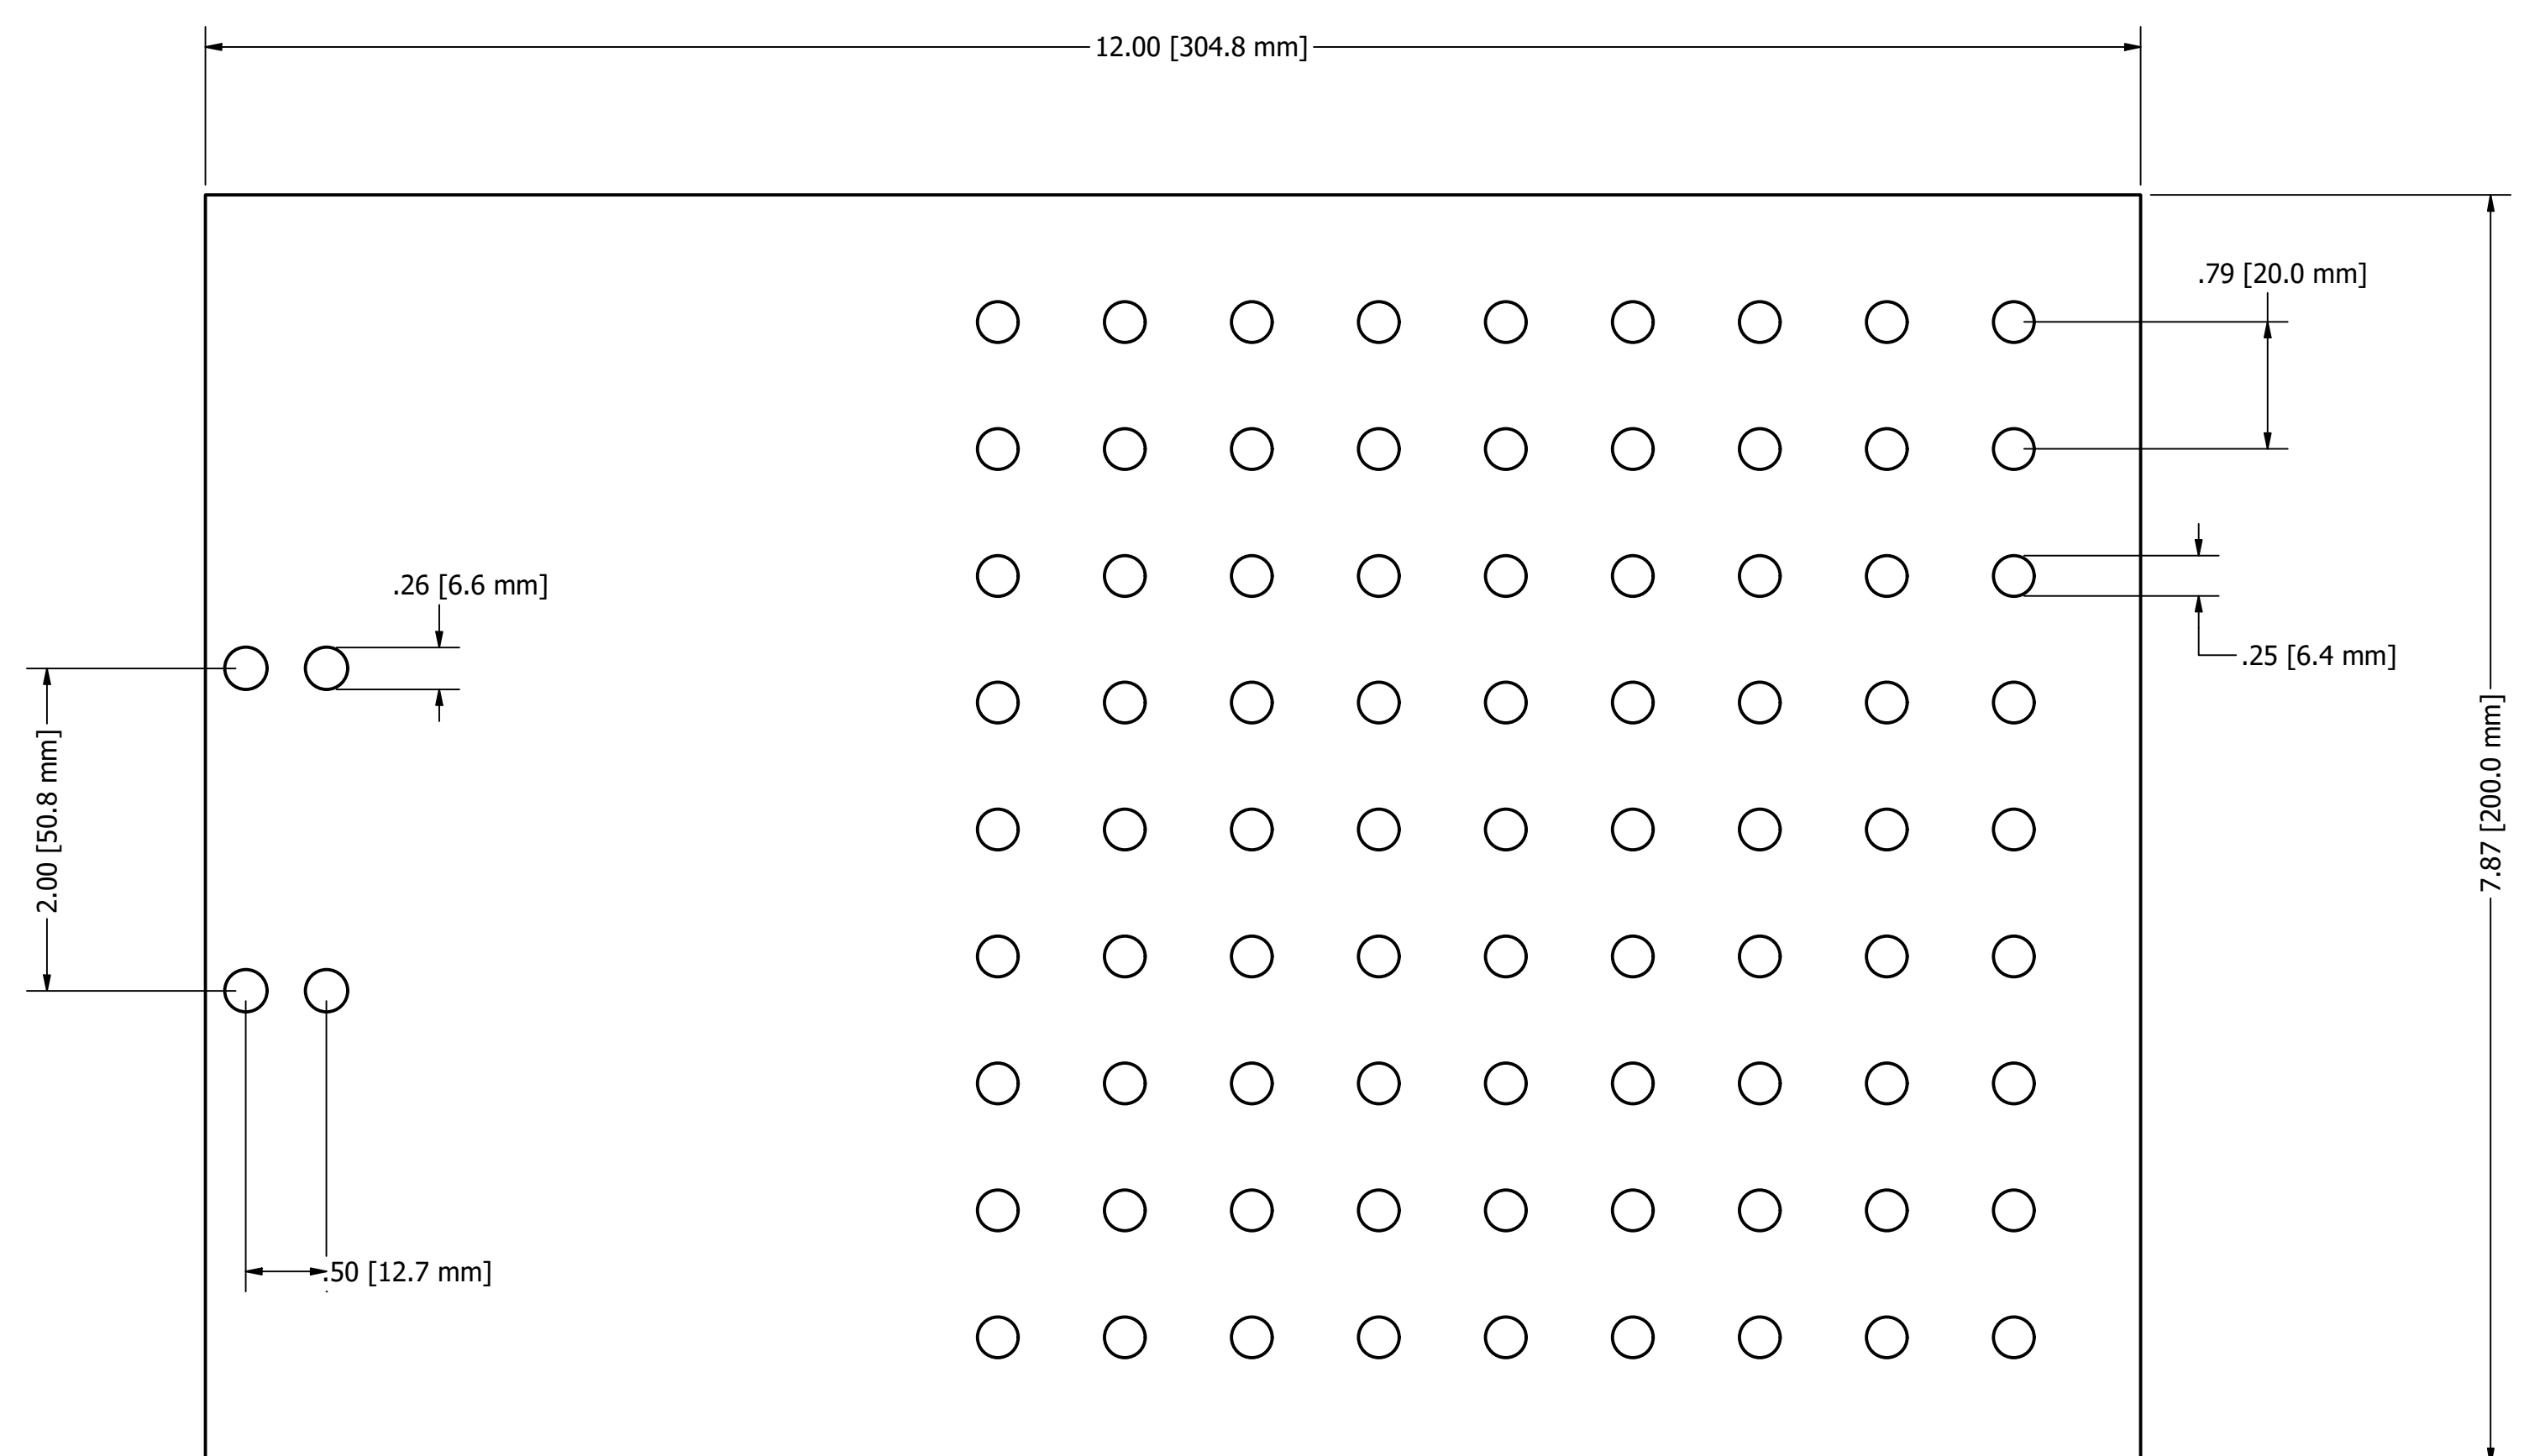 12.00 [304.8 mm]
.79 [20.0 mm]
.26 [6.6 mm]
.25 [6.4 mm]
2.00 [50.8 mm]
7.87 [200.0 mm]
.50 [12.7 mm]